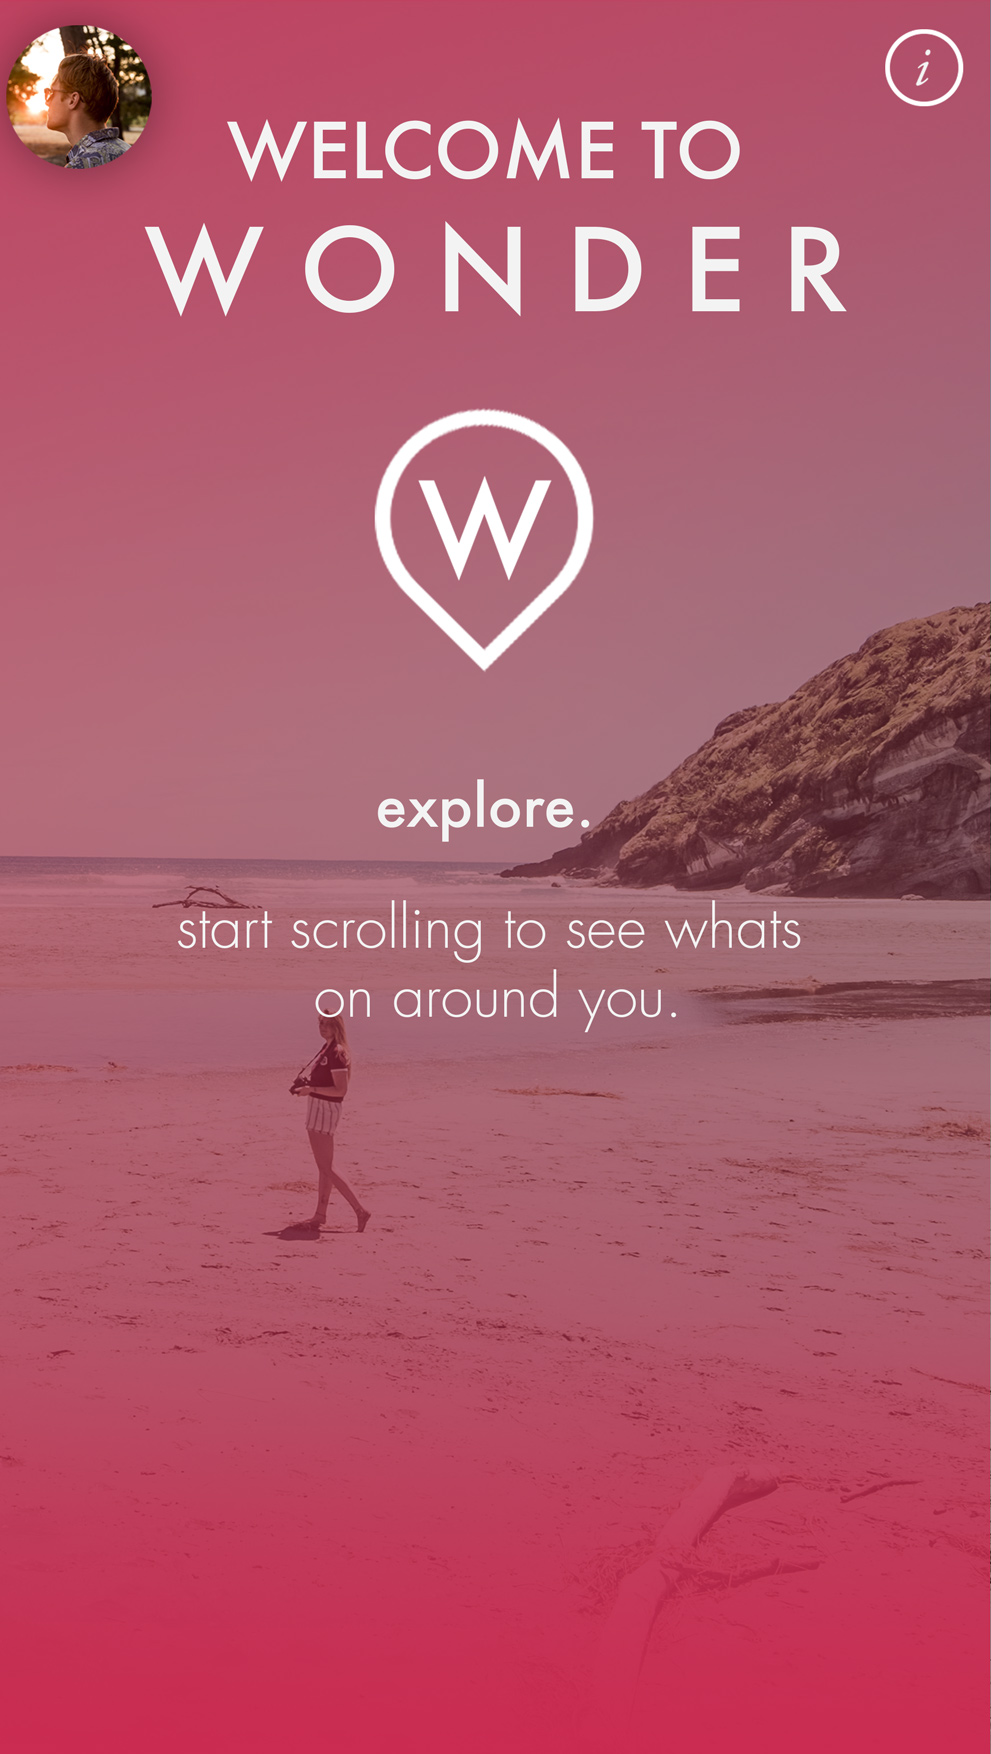 i
WELCOME TO
WONDER
W
explore.
start scrolling to see whats
on around you.